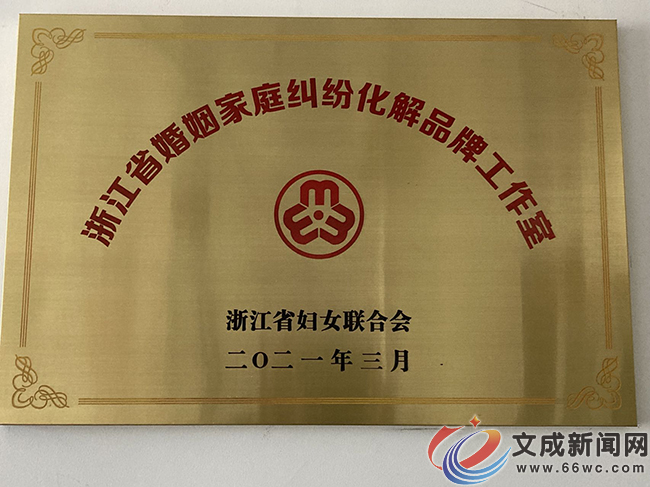 浙江省婚姻家庭纠纷化解品牌工作室
浙江省妇女联合会
二〇二一年三月
文成新闻网
www.66wc.com